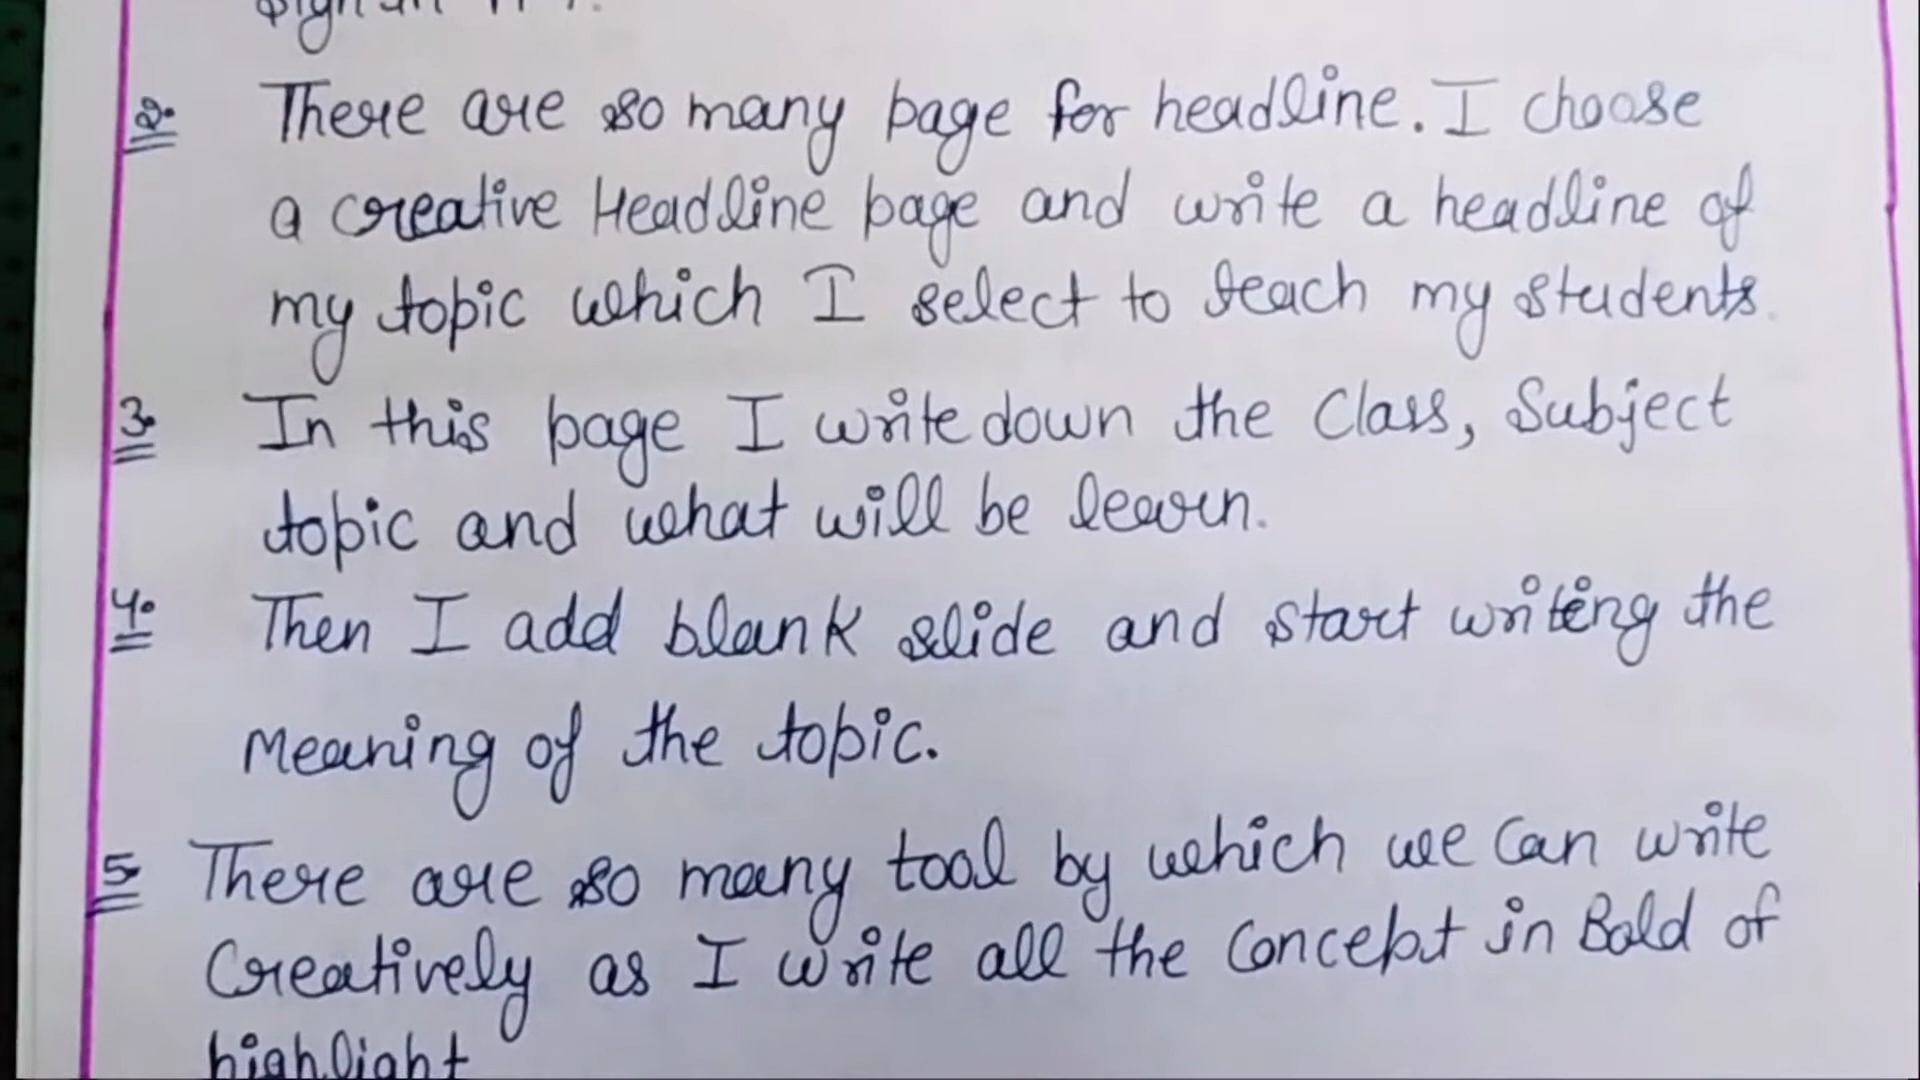 2. There are so many page for headline. I choose
a creative Headline page and write a headline of
my topic which I select to teach my students.
3. In this page I write down the Class, Subject
topic and what will be learn.
4. Then I add blank slide and start writing the
Meaning of the topic.
5. There are so many tool by which we can write
Creatively as I write all the Concept in Bold of
highlight